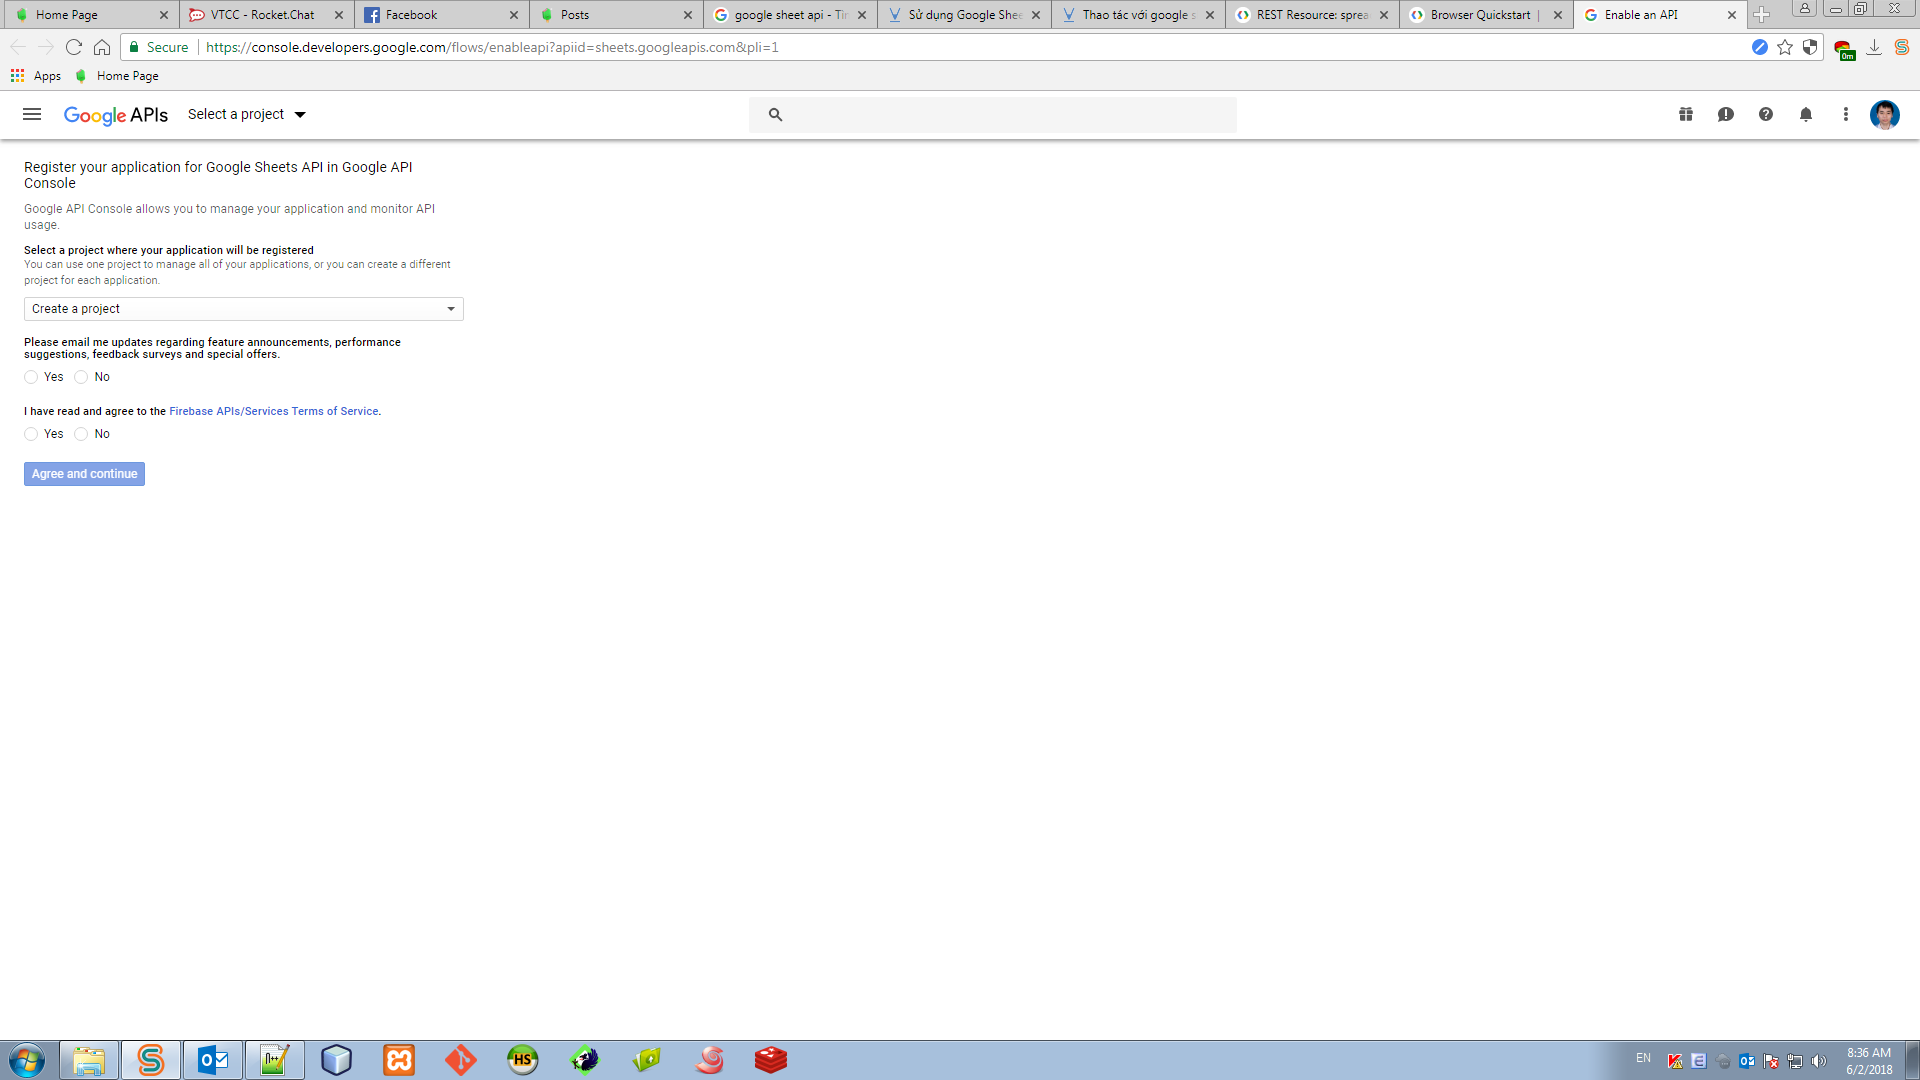 Home Page
VTCC - Rocket.Chat
Facebook
Posts
google sheet api - Tìr
Sử dụng Google Shee
Thao tác với google s
REST Resource: sprea
Browser Quickstart |
Enable an API
Secure | https://console.developers.google.com/flows/enableapi?apiid=sheets.googleapis.com&pli=1
0m
Apps
Home Page
Google APIs
Select a project
Register your application for Google Sheets API in Google API
Console
Google API Console allows you to manage your application and monitor API
usage.
Select a project where your application will be registered
You can use one project to manage all of your applications, or you can create a different
project for each application.
Create a project
Please email me updates regarding feature announcements, performance
suggestions, feedback surveys and special offers.
Yes No
I have read and agree to the Firebase APIs/Services Terms of Service.
Yes No
Agree and continue
HS
EN
8:36 AM
6/2/2018